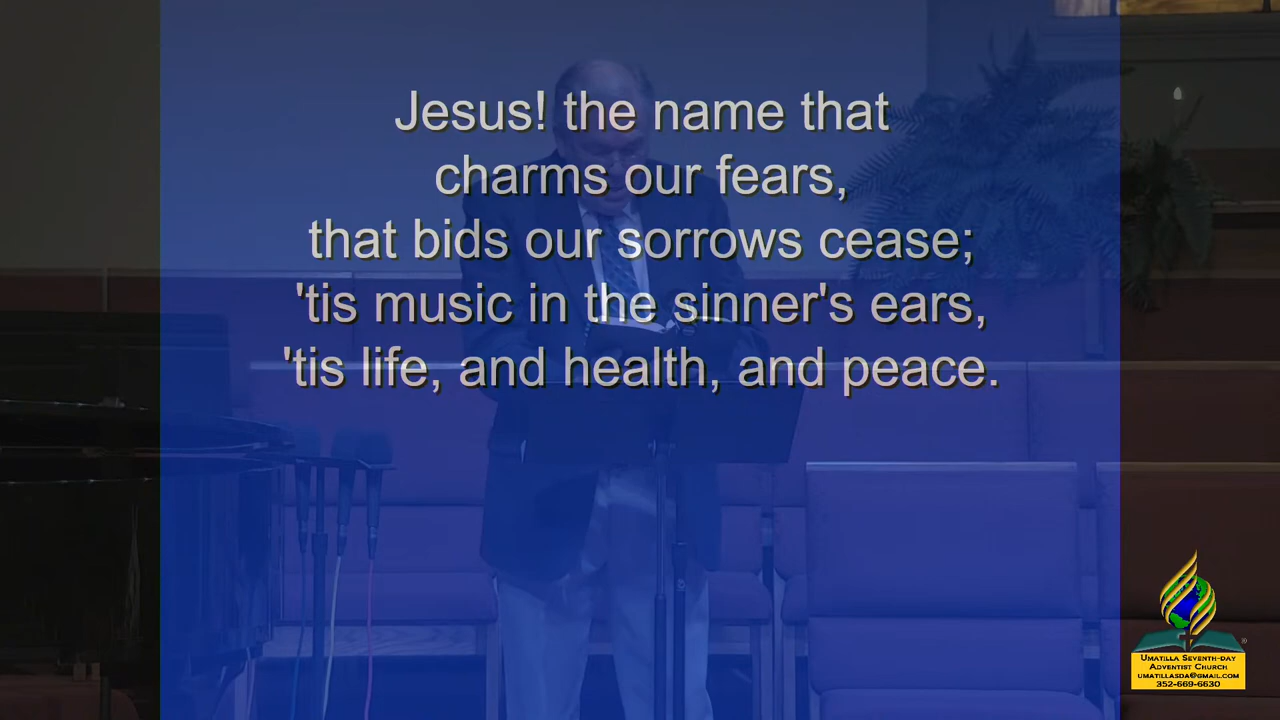 Jesus! the name that
charms our fears,
that bids our sorrows cease;
'tis music in the sinner's ears,
'tis life, and health, and peace.
Umatilla Seventh-day
Adventist Church
umatillasda@gmail.com
352-669-6630